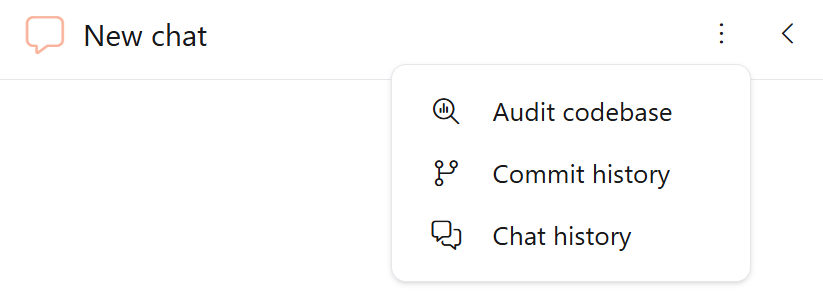 New chat
Audit codebase
Commit history
Chat history